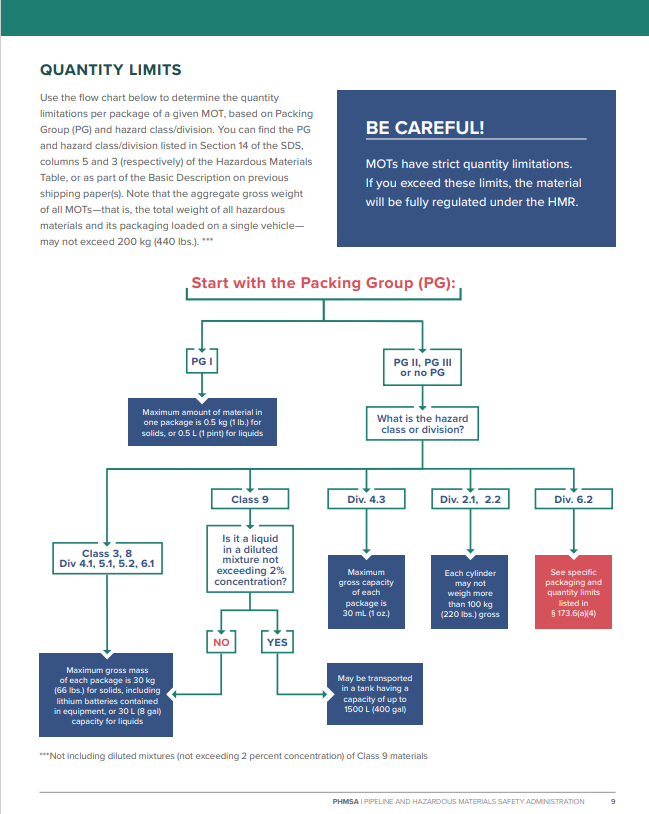 QUANTITY LIMITS
Use the flow chart below to determine the quantity
limitations per package of a given MOT, based on Packing
Group (PG) and hazard class/division. You can find the PG
and hazard class/division listed in Section 14 of the SDS,
columns 5 and 3 (respectively) of the Hazardous Materials
Table, or as part of the Basic Description on previous
shipping paper(s). Note that the aggregate gross weight
of all MOTs—that is, the total weight of all hazardous
materials and its packaging loaded on a single vehicle—
may not exceed 200 kg (440 lbs.). ***
BE CAREFUL!
MOTs have strict quantity limitations.
If you exceed these limits, the material
will be fully regulated under the HMR.
Start with the Packing Group (PG):
PG I
PG II, PG III
or no PG
Maximum amount of material in
one package is 0.5 kg (1 lb.) for
solids, or 0.5 L (1 pint) for liquids
What is the hazard
class or division?
Class 9
Div. 4.3
Div. 2.1, 2.2
Div. 6.2
Class 3, 8
Div 4.1, 5.1, 5.2, 6.1
Is it a liquid
in a diluted
mixture not
exceeding 2%
concentration?
Maximum
gross capacity
of each
package is
30 mL (1 oz.)
Each cylinder
may not
weigh more
than 100 kg
(220 lbs.) gross
See specific
packaging and
quantity limits
listed in
§ 173.6(a)(4)
NO
YES
Maximum gross mass
of each package is 30 kg
(66 lbs.) for solids, including
lithium batteries contained
in equipment, or 30 L (8 gal)
capacity for liquids
May be transported
in a tank having a
capacity of up to
1500 L (400 gal)
***Not including diluted mixtures (not exceeding 2 percent concentration) of Class 9 materials
PHMSA | PIPELINE AND HAZARDOUS MATERIALS SAFETY ADMINISTRATION 9